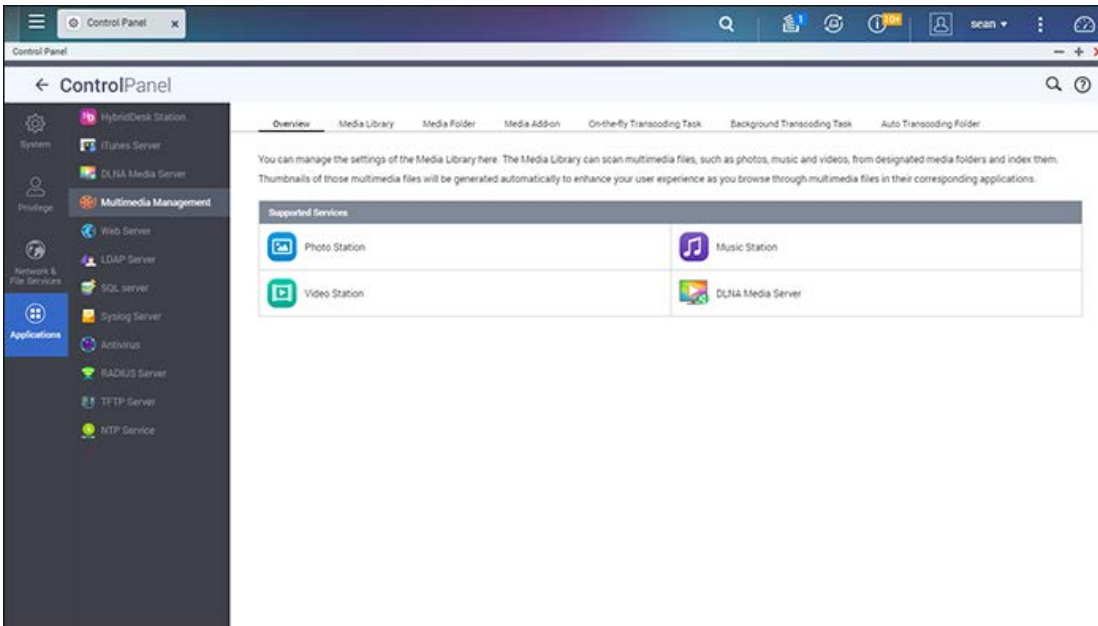 Control Panel
1
10+
sean
Control Panel
ControlPanel
System
Privilege
Network &
File Services
Applications
HybridDesk Station
iTunes Server
DLNA Media Server
Multimedia Management
Web Server
LDAP Server
SQL server
Syslog Server
Antivirus
RADIUS Server
TFTP Server
NTP Service
Overview Media Library Media Folder Media Add-on On-the-fly Transcoding Task Background Transcoding Task Auto Transcoding Folder
You can manage the settings of the Media Library here. The Media Library can scan multimedia files, such as photos, music and videos, from designated media folders and index them.
Thumbnails of those multimedia files will be generated automatically to enhance your user experience as you browse through multimedia files in their corresponding applications.
Supported Services
Photo Station Music Station
Video Station DLNA Media Server